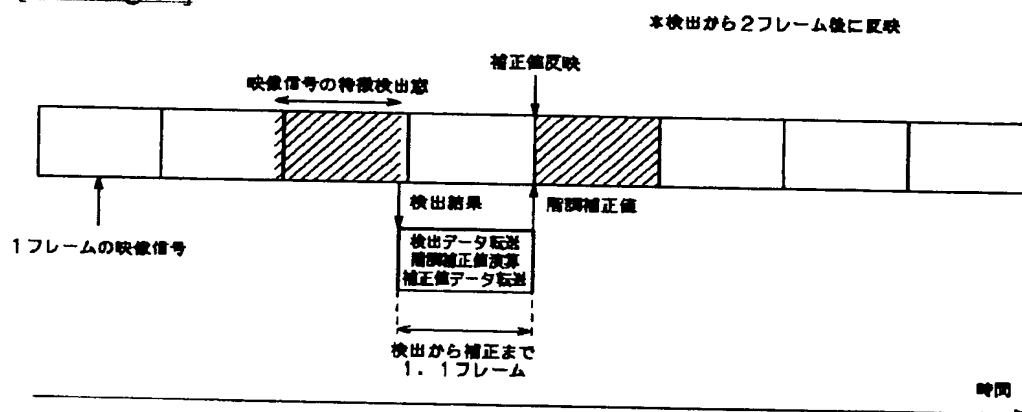 *検出から2フレーム後に反映
補正値反映
映像信号の特徴検出窓
検出結果
階調補正値
1フレームの映像信号
検出データ転送
階調補正値演算
補正値データ転送
検出から補正まで
1.1フレーム
時間